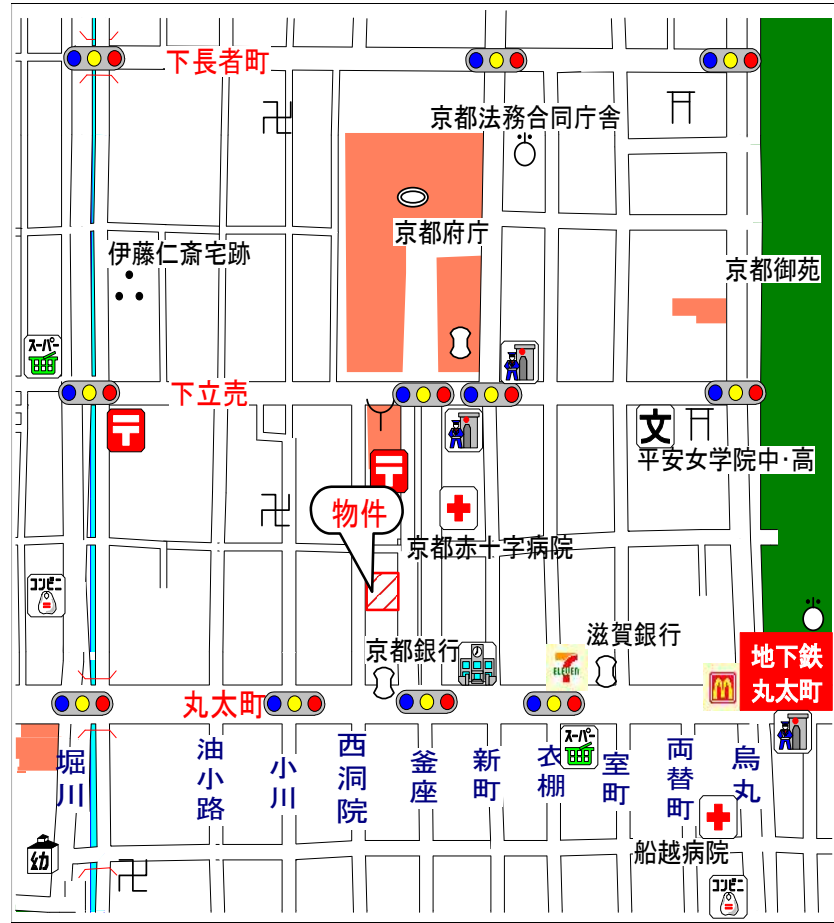 下長者町
京都法務合同庁舎
京都府庁
伊藤仁斎宅跡
京都御苑
スーパー
下立売
文
平安女学院中・高
物件
京都赤十字病院
コンビニ
滋賀銀行
京都銀行
7
ELEVEN
地下鉄
丸太町
丸太町
スーパー
堀川
油小路
小川
西洞院
釜座
新町
衣棚
室町
両替町
烏丸
船越病院
幼
コンビニ